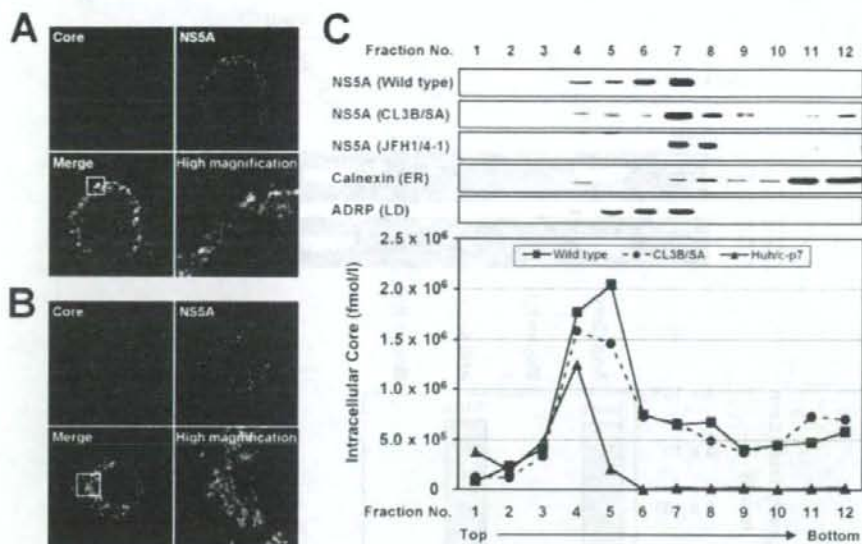 A
Core NS5A
Merge High magnification
B
Core NS5A
Merge High magnification
C
Fraction No. 1 2 3 4 5 6 7 8 9 10 11 12
NS5A (Wild type)
NS5A (CL3B/SA)
NS5A (JFH1/4-1)
Calnexin (ER)
ADRP (LD)
2.5 x 10⁶
Wild type CL3B/SA Huh/c-p7
2.0 x 10⁶
1.5 x 10⁶
1.0 x 10⁶
5.0 x 10⁵
0
Intracellular Core (fmol/l)
Fraction No. 1 2 3 4 5 6 7 8 9 10 11 12
Top Bottom